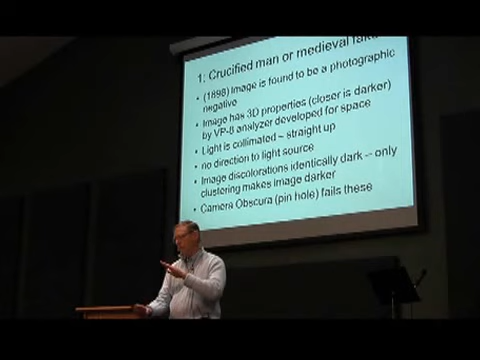 1: Crucified man or medieval fake
• (1898) Image is found to be a photographic
negative
• Image has 3D properties (closer is darker)
by VP-8 analyzer developed for space
• Light is collimated ~ straight up
• no direction to light source
• Image discolorations identically dark -- only
clustering makes image darker
• Camera Obscura (pin hole) fails these